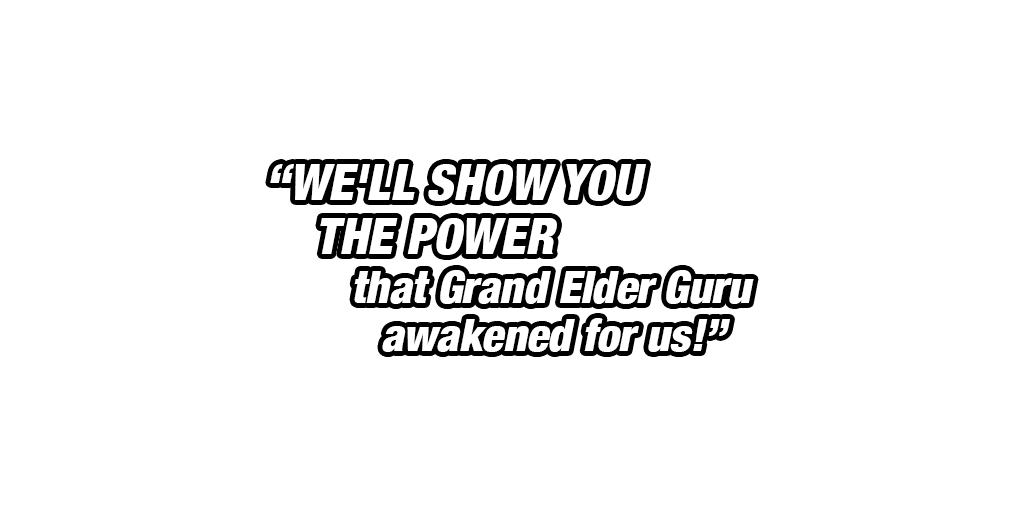 “WE'LL SHOW YOU
THE POWER
that Grand Elder Guru
awakened for us!”